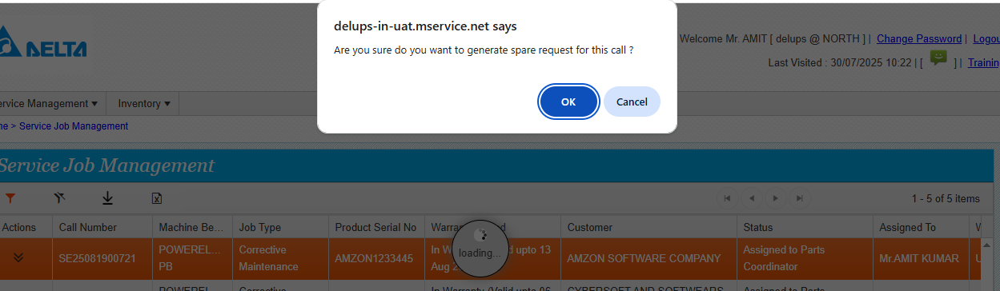 delups-in-uat.mservice.net says
Are you sure do you want to generate spare request for this call ?
OK Cancel
DELTA
Welcome Mr. AMIT [ delups @ NORTH ] | Change Password | Logou
Last Visited : 30/07/2025 10:22 | [ ] | Trainin
ervice Management ▾ Inventory ▾
ne > Service Job Management
Service Job Management
1 - 5 of 5 items
Actions Call Number Machine Be... Job Type Product Serial No Warran d Customer Status Assigned To W
SE25081900721 POWEREL... PB Corrective Maintenance AMZON1233445 In W d upto 13 Aug 2 AMZON SOFTWARE COMPANY Assigned to Parts Coordinator Mr.AMIT KUMAR U
loading...
POWEREL... Corrective In Warranty (Valid upto 06 CYBERSOFT AND SOFTWEARS Assigned to Parts